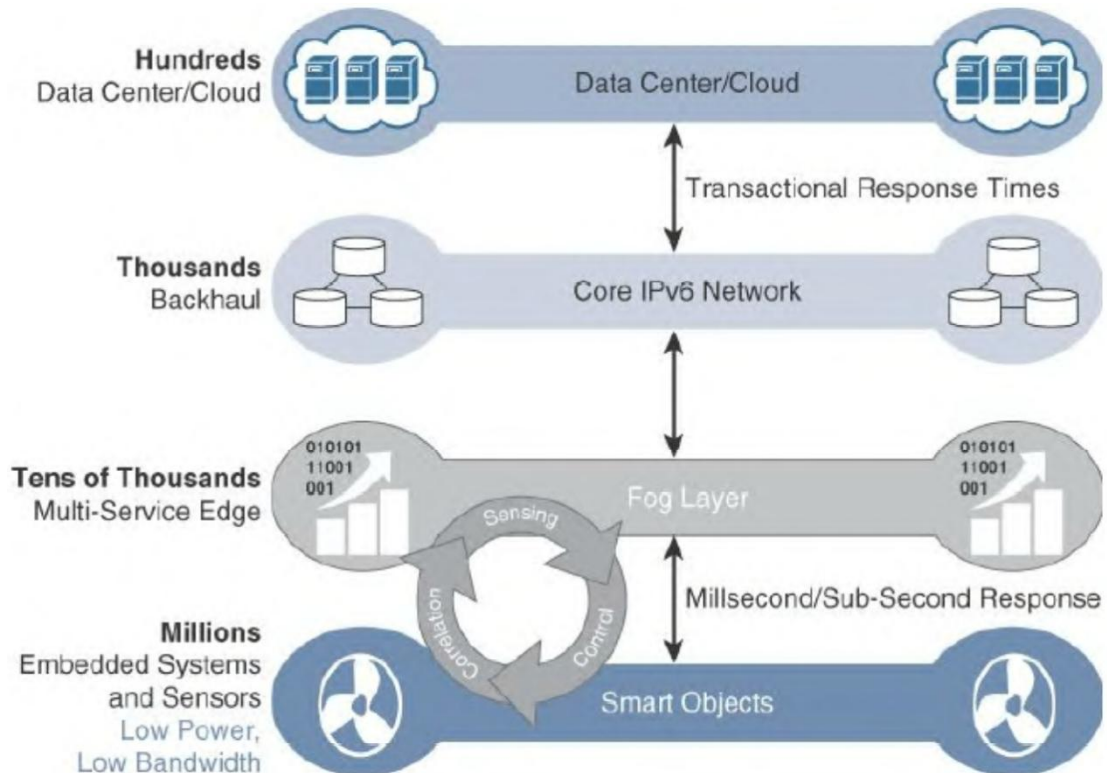 Hundreds
Data Center/Cloud
Data Center/Cloud
Transactional Response Times
Thousands
Backhaul
Core IPv6 Network
010101
11001
001
010101
11001
001
Tens of Thousands
Multi-Service Edge
Fog Layer
Sensing
Control
Correlation
Millsecond/Sub-Second Response
Millions
Embedded Systems
and Sensors
Low Power,
Low Bandwidth
Smart Objects